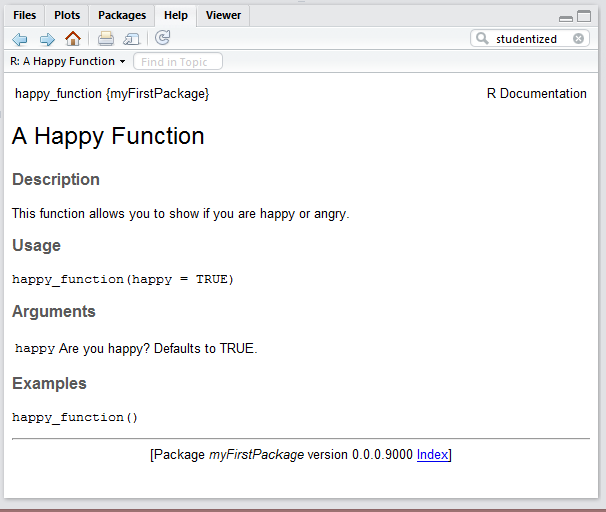 Files Plots Packages Help Viewer
studentized
R: A Happy Function Find in Topic
happy_function {myFirstPackage} R Documentation
A Happy Function
Description
This function allows you to show if you are happy or angry.
Usage
happy_function(happy = TRUE)
Arguments
happy Are you happy? Defaults to TRUE.
Examples
happy_function()
[Package myFirstPackage version 0.0.0.9000 Index]